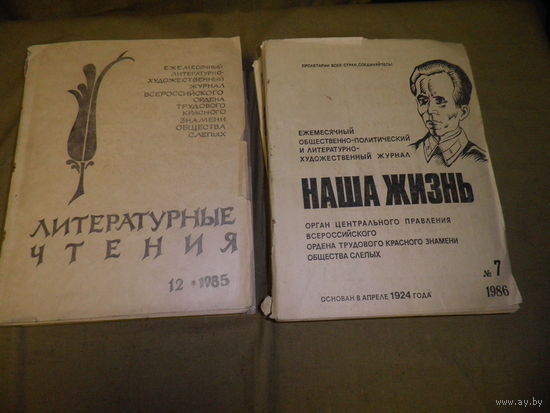 ЕЖЕМЕСЯЧНЫЙ
ЛИТЕРАТУРНО-
ХУДОЖЕСТВЕННЫЙ
ЖУРНАЛ
ВСЕРОССИЙСКОГО
ОРДЕНА
ТРУДОВОГО
КРАСНОГО
ЗНАМЕНИ
ОБЩЕСТВА
СЛЕПЫХ
ЛИТЕРАТУРНЫЕ
ЧТЕНИЯ
12 • 1985
ПРОЛЕТАРИИ ВСЕХ СТРАН, СОЕДИНЯЙТЕСЬ!
ЕЖЕМЕСЯЧНЫЙ
ОБЩЕСТВЕННО-ПОЛИТИЧЕСКИЙ
И ЛИТЕРАТУРНО-
ХУДОЖЕСТВЕННЫЙ ЖУРНАЛ
НАША ЖИЗНЬ
ОРГАН ЦЕНТРАЛЬНОГО ПРАВЛЕНИЯ
ВСЕРОССИЙСКОГО
ОРДЕНА ТРУДОВОГО КРАСНОГО ЗНАМЕНИ
ОБЩЕСТВА СЛЕПЫХ
№ 7
1986
ОСНОВАН В АПРЕЛЕ 1924 ГОДА
www.ay.by